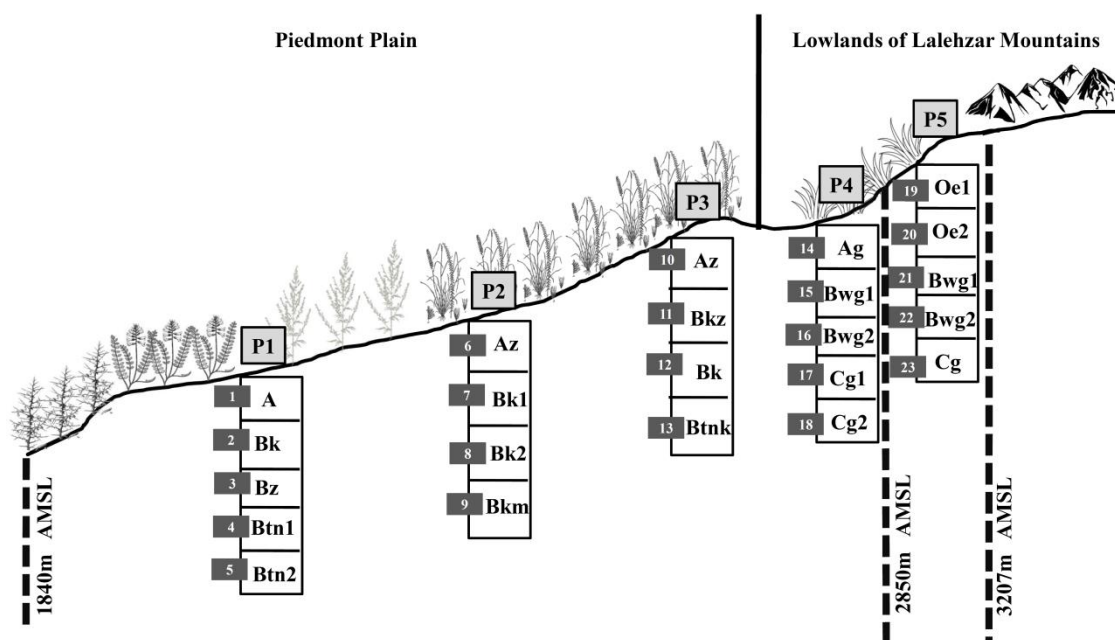 Piedmont Plain
Lowlands of Lalehzar Mountains
P1
1 A
2 Bk
3 Bz
4 Btn1
5 Btn2
P2
6 Az
7 Bk1
8 Bk2
9 Bkm
P3
10 Az
11 Bkz
12 Bk
13 Btnk
P4
14 Ag
15 Bwg1
16 Bwg2
17 Cg1
18 Cg2
P5
19 Oe1
20 Oe2
21 Bwg1
22 Bwg2
23 Cg
1840m AMSL
2850m AMSL
3207m AMSL